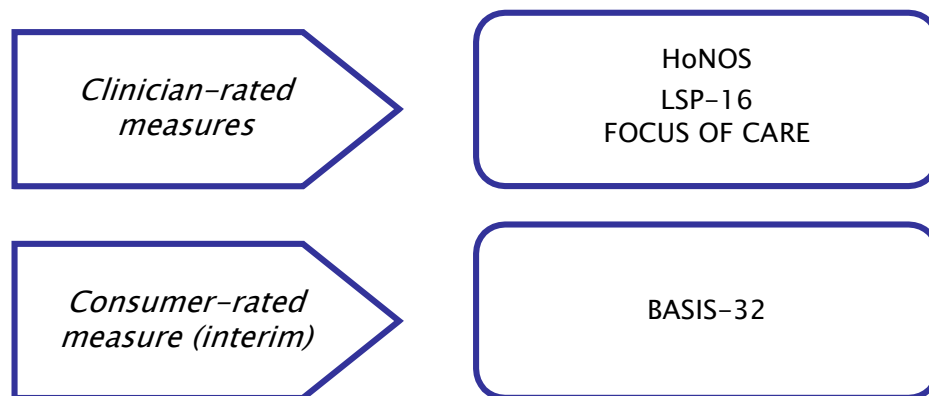 Clinician-rated
measures
HoNOS
LSP-16
FOCUS OF CARE
Consumer-rated
measure (interim)
BASIS-32